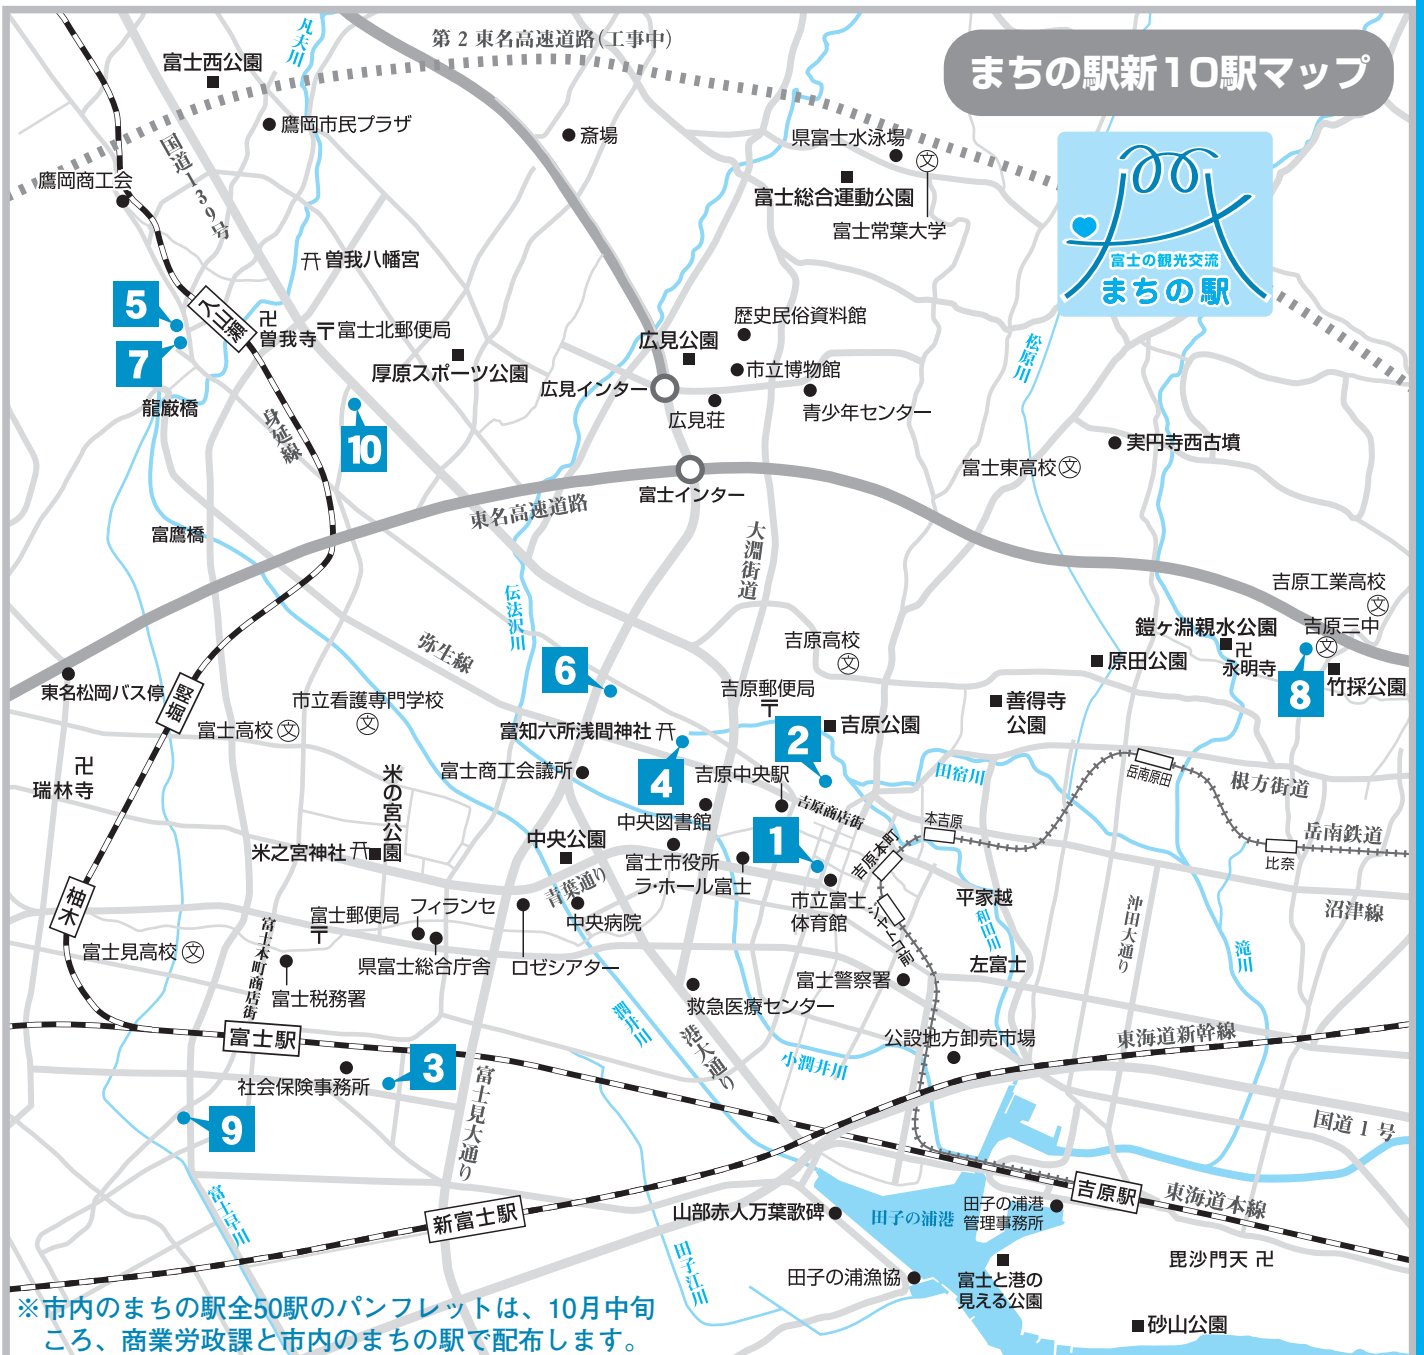 まちの駅新10駅マップ
富士の観光交流
まちの駅
第2東名高速道路(工事中)
凡夫川
富士西公園
鷹岡市民プラザ
国道139号
斎場
県富士水泳場
文
富士総合運動公園
富士常葉大学
鷹岡商工会
曽我八幡宮
5
入山瀬
卍
曽我寺
〒富士北郵便局
7
龍厳橋
厚原スポーツ公園
歴史民俗資料館
広見公園
市立博物館
広見インター
広見荘
青少年センター
松原川
身延線
10
実円寺西古墳
富士東高校 文
富士インター
東名高速道路
富鷹橋
大淵街道
伝法沢川
弥生線
吉原工業高校
文
吉原三中
文
鎧ヶ淵親水公園
卍
永明寺
8
竹採公園
原田公園
吉原高校
文
6
東名松岡バス停
竪堀
市立看護専門学校
文
富士高校 文
吉原郵便局
〒
善得寺
公園
吉原公園
2
富知六所浅間神社
4
富士商工会議所
吉原中央駅
吉原商店街
田宿川
岳南原田
根方街道
卍
瑞林寺
米の宮公園
米之宮神社
中央図書館
中央公園
富士市役所
ラ・ホール富士
1
吉原本町
本吉原
岳南鉄道
比奈
柚木
青葉通り
中央病院
市立富士
体育館
ジヤトコ前
平家越
和田川
左富士
沖田大通り
沼津線
滝川
富士郵便局
〒
フィランセ
県富士総合庁舎
ロゼシアター
富士見高校 文
富士本町商店街
富士税務署
富士警察署
救急医療センター
潤井川
港大通り
小潤井川
公設地方卸売市場
東海道新幹線
富士駅
社会保険事務所
3
富士見大通り
9
国道1号
富士早川
新富士駅
山部赤人万葉歌碑
田子の浦港
田子の浦港
管理事務所
吉原駅
東海道本線
田子江川
田子の浦漁協
富士と港の
見える公園
毘沙門天 卍
砂山公園
※市内のまちの駅全50駅のパンフレットは、10月中旬
ころ、商業労政課と市内のまちの駅で配布します。